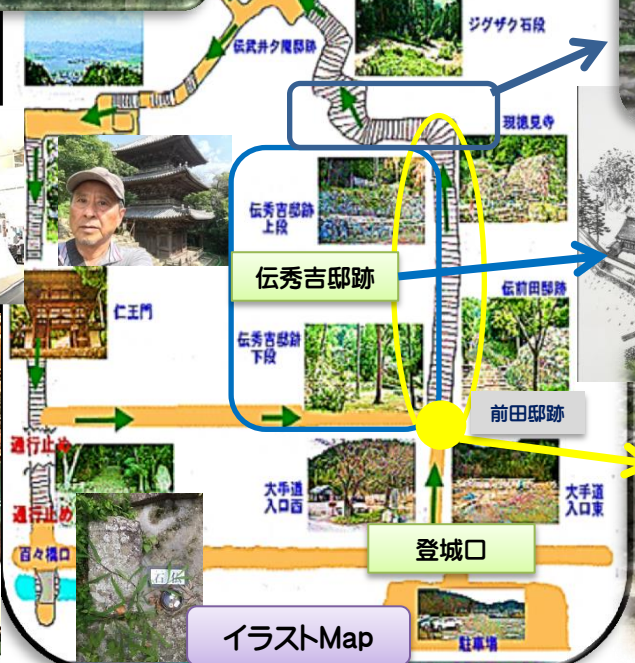 伝武井夕庵邸跡
ジグザク石段
現摠見寺
伝秀吉邸跡
上段
伝秀吉邸跡
伝前田邸跡
仁王門
伝秀吉邸跡
下段
前田邸跡
通行止め
大手道
入口西
大手道
入口東
通行止め
登城口
百々橋口
石仏
イラストMap
駐車場